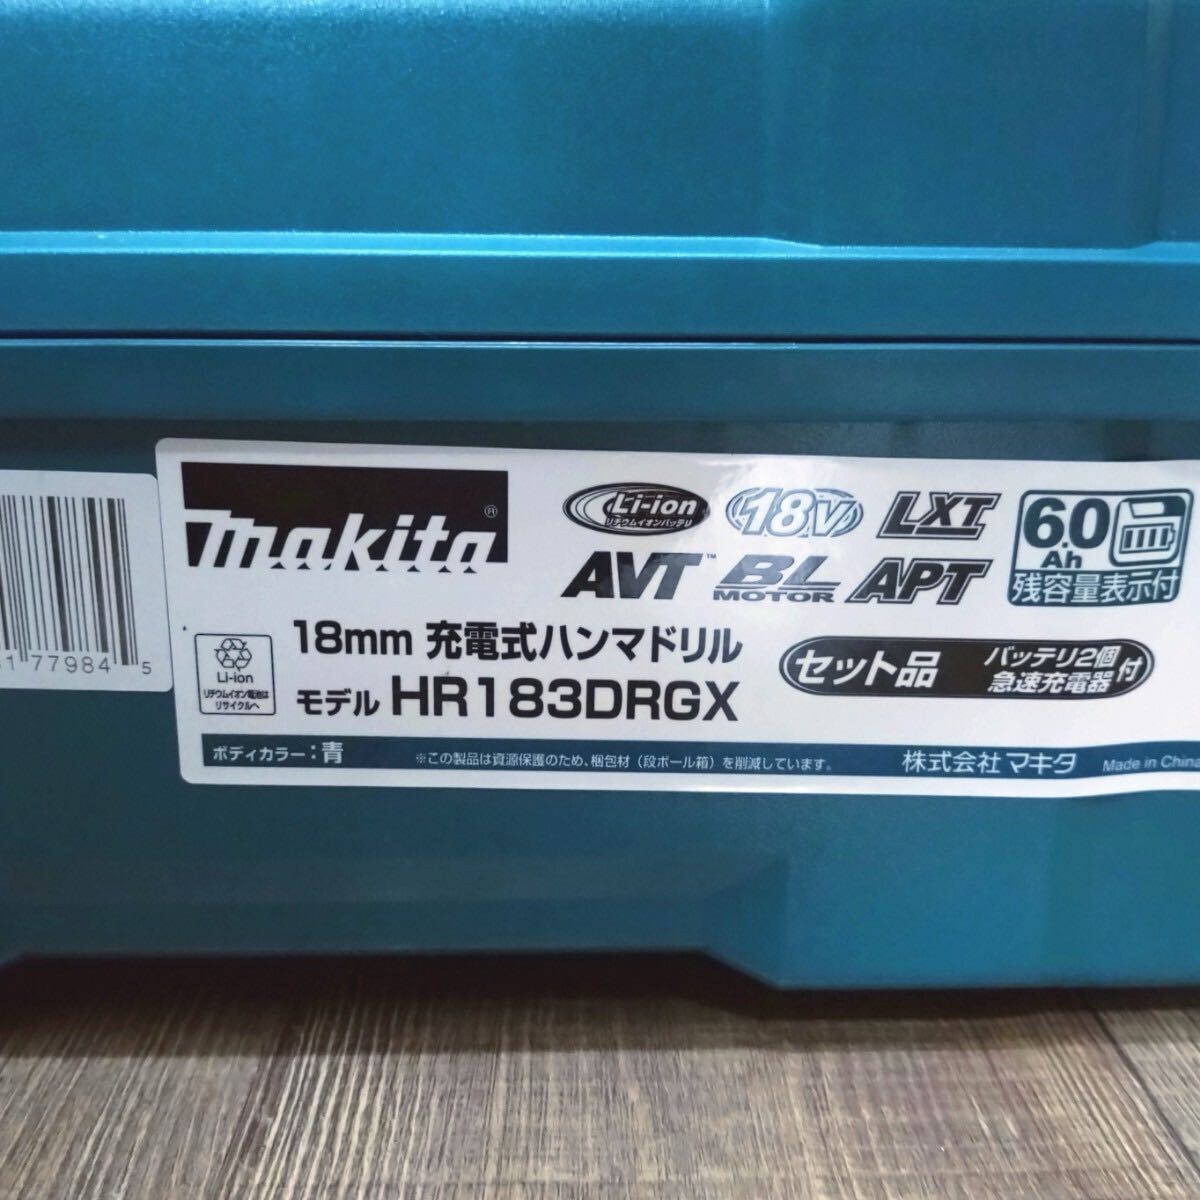 makita®
Li-ion
リチウムイオンバッテリ
18V
LXT
6.0
Ah
残容量表示付
AVT™
BL
MOTOR
APT
18mm 充電式ハンマドリル
モデル HR183DRGX
セット品 バッテリ2個
急速充電器 付
Li-ion
リチウムイオン電池は
リサイクルへ
77984 5
ボディカラー：青
※この製品は資源保護のため、梱包材（段ボール箱）を削減しています。
株式会社 マキタ
Made in China